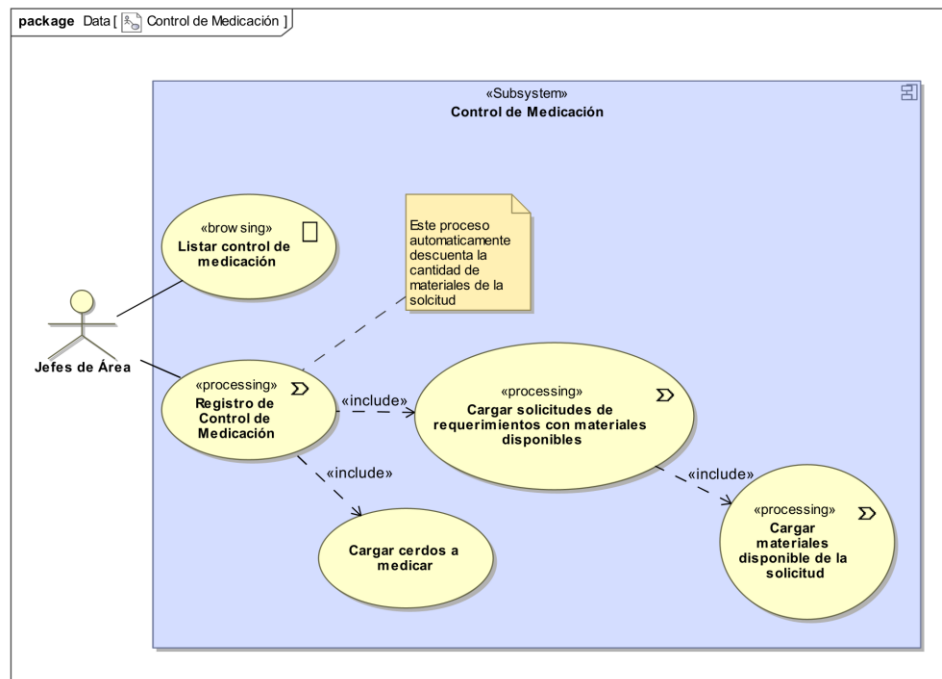 package Data [ Control de Medicación ]
«Subsystem»
Control de Medicación
«browsing»
Listar control de
medicación
Este proceso
automaticamente
descuenta la
cantidad de
materiales de la
solcitud
Jefes de Área
«processing»
Registro de
Control de
Medicación
«include»
«processing»
Cargar solicitudes de
requerimientos con materiales
disponibles
«include»
«include»
«processing»
Cargar
materiales
disponible de la
solicitud
Cargar cerdos a
medicar